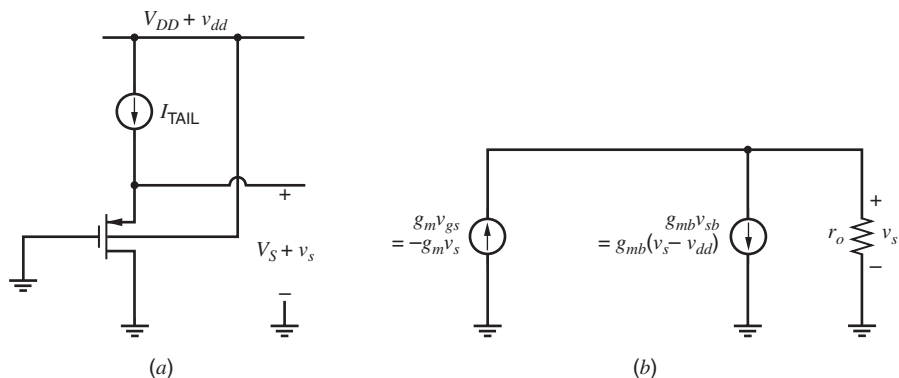 V_DD + v_dd
I_TAIL
+
V_S + v_s
−
(a)
g_m v_gs
= −g_m v_s
g_mb v_sb
= g_mb(v_s − v_dd)
+
r_o
v_s
−
(b)